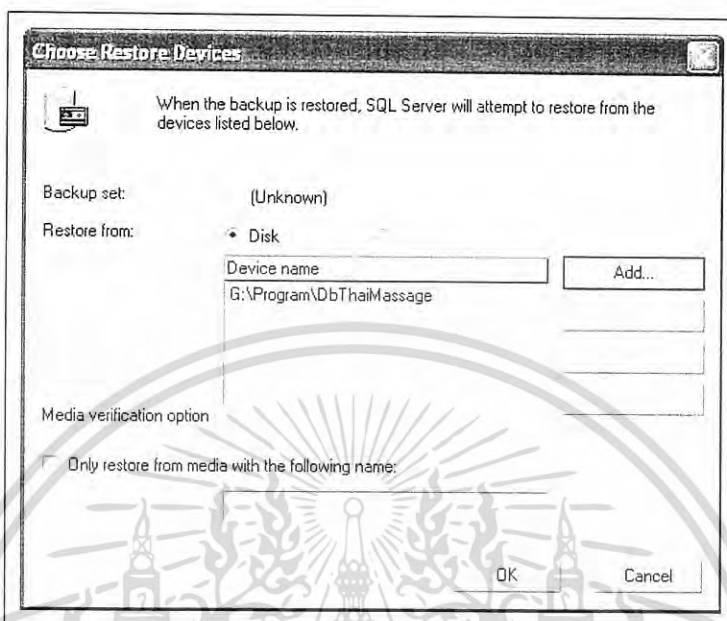 Choose Restore Devices
When the backup is restored, SQL Server will attempt to restore from the
devices listed below.
Backup set:
(Unknown)
Restore from:
Disk
Device name
Add...
G:\Program\DbThaiMassage
Media verification option
Only restore from media with the following name:
OK
Cancel